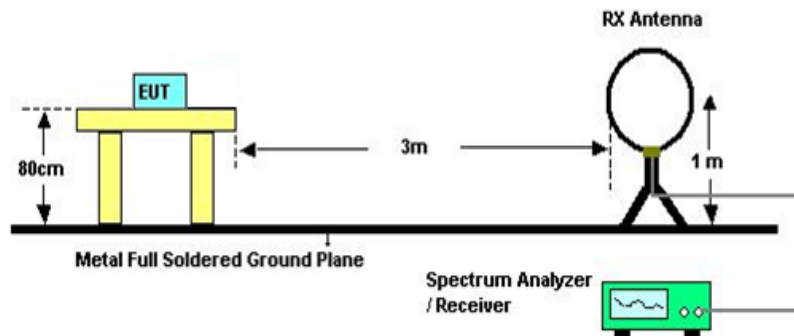 RX Antenna
EUT
80cm
3m
1 m
Metal Full Soldered Ground Plane
Spectrum Analyzer
/ Receiver